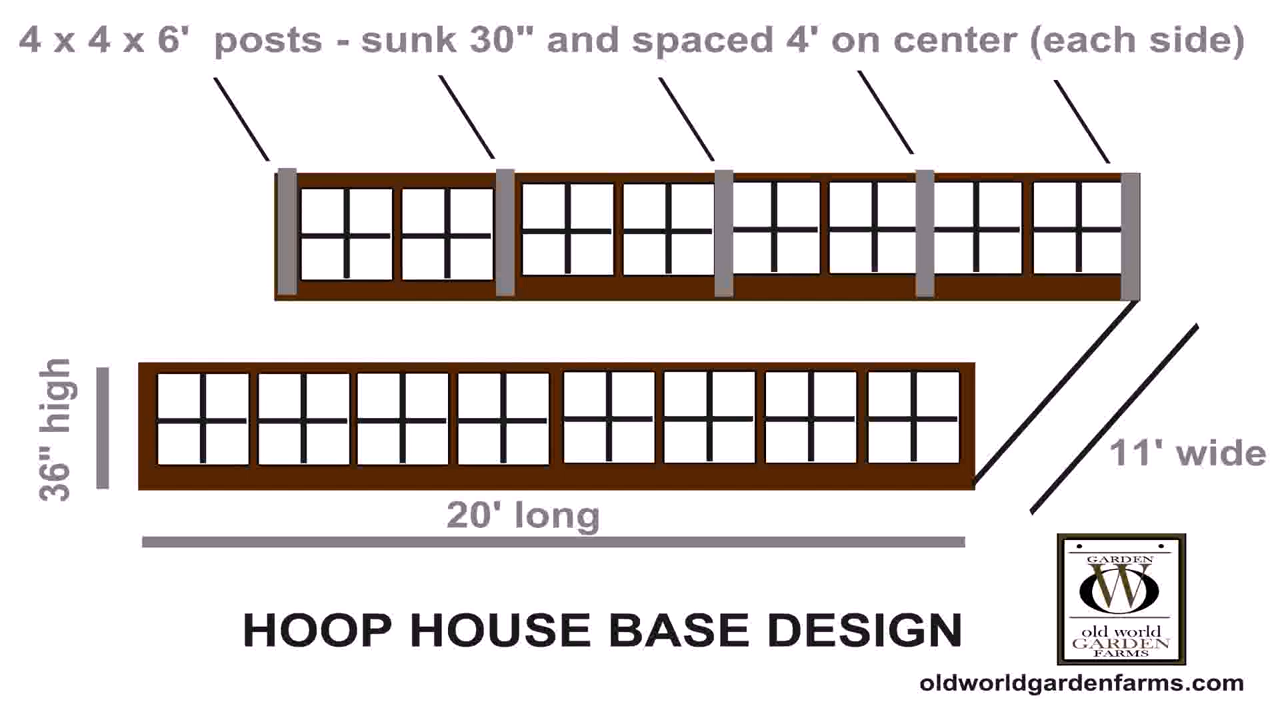 4 x 4 x 6' posts - sunk 30" and spaced 4' on center (each side)
36" high
11' wide
20' long
HOOP HOUSE BASE DESIGN
GARDEN
OW
old world
GARDEN
FARMS
oldworldgardenfarms.com